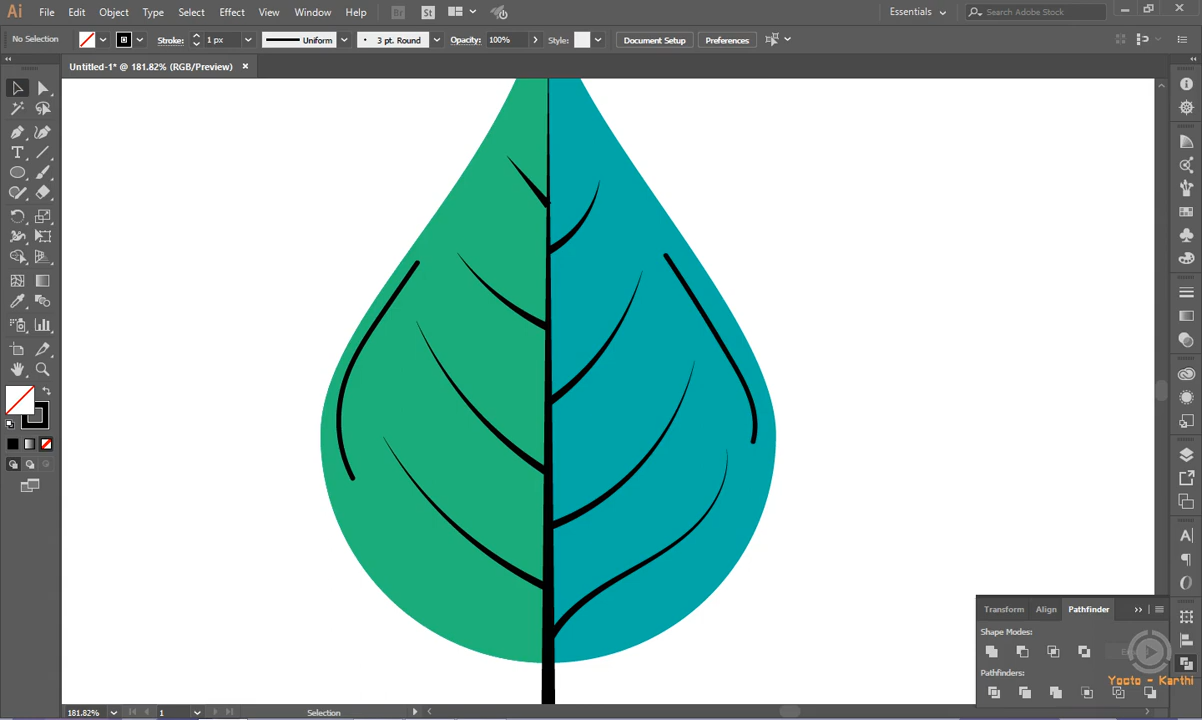 Ai File Edit Object Type Select Effect View Window Help Br St Essentials Search Adobe Stock
No Selection Stroke: 1 px Uniform 3 pt. Round Opacity: 100% Style: Document Setup Preferences
Untitled-1* @ 181.82% (RGB/Preview) ×
Transform Align Pathfinder
Shape Modes:
Pathfinders:
Yooto - Karthi
181.82% 1 Selection